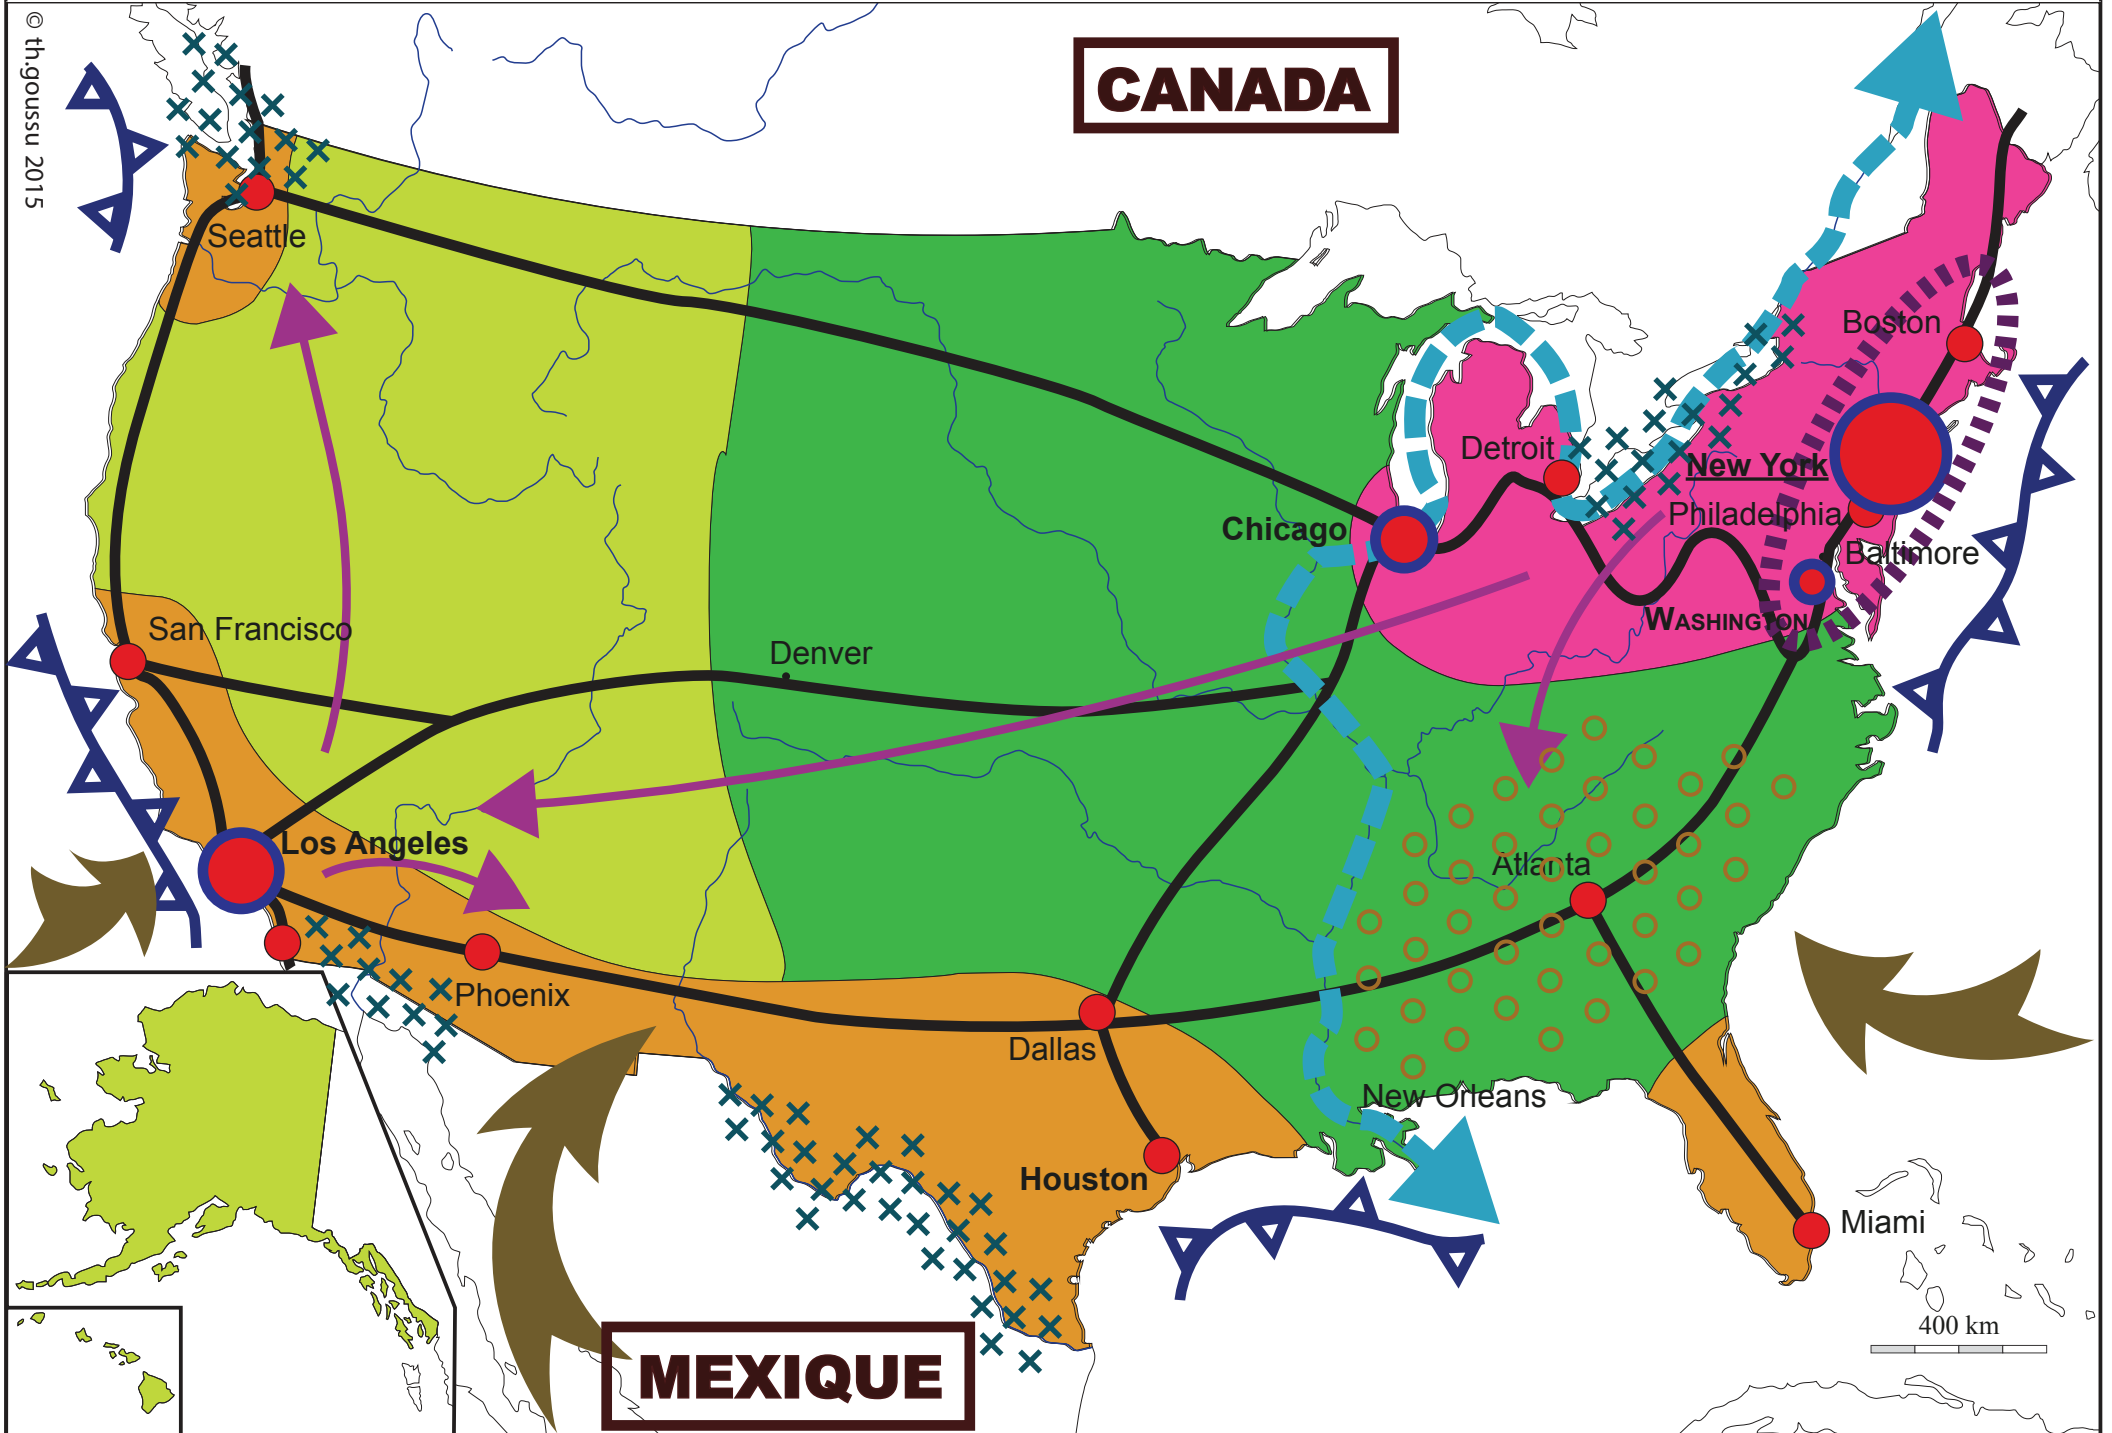 © th.goussu 2015
CANADA
Seattle
Boston
Detroit
New York
Philadelphia
Chicago
Baltimore
WASHINGTON
San Francisco
Denver
Los Angeles
Atlanta
Phoenix
Dallas
New Orleans
Houston
Miami
400 km
MEXIQUE